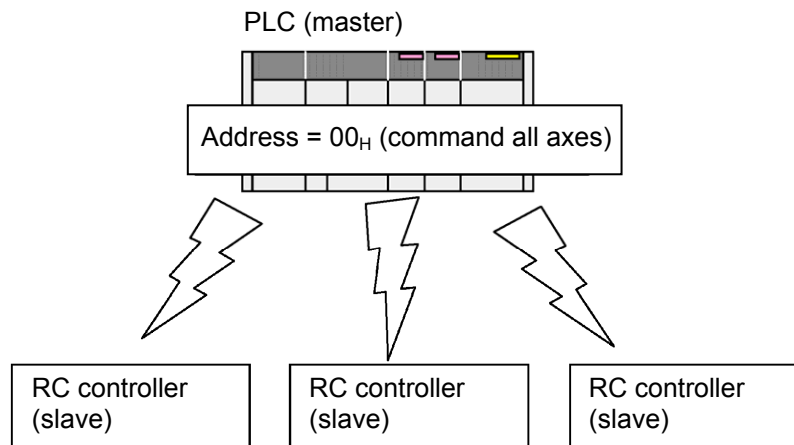 PLC (master)
Address = 00H (command all axes)
RC controller
(slave)
RC controller
(slave)
RC controller
(slave)